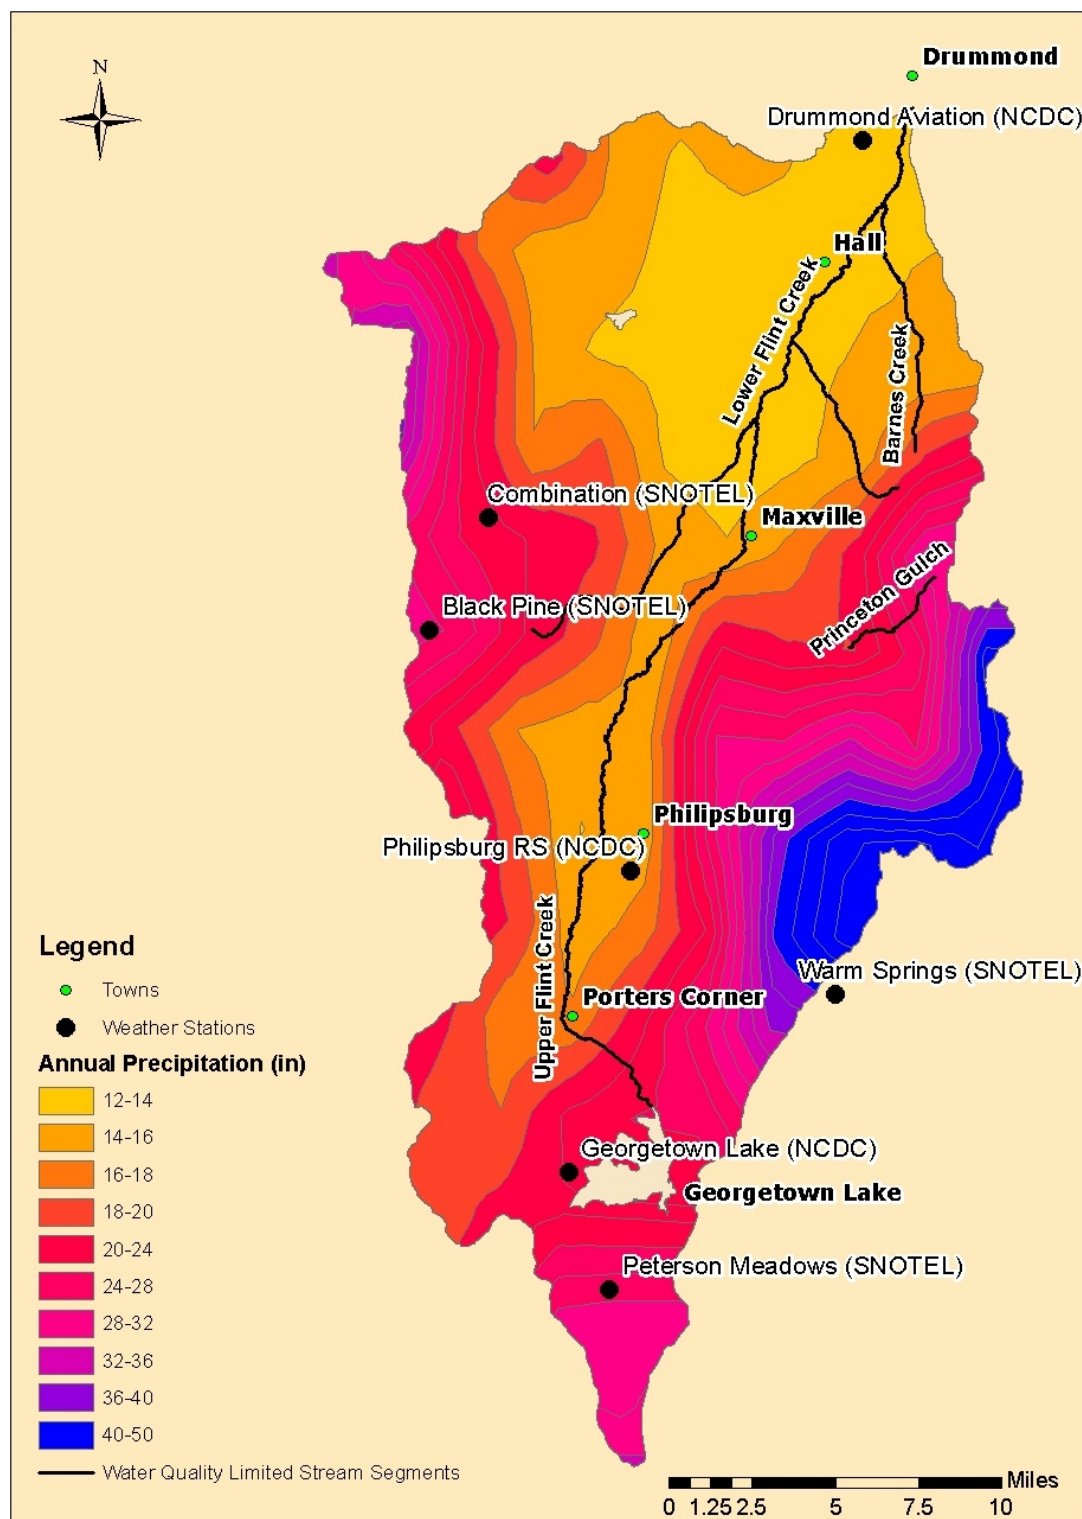 N
Drummond
Drummond Aviation (NCDC)
Hall
Lower Flint Creek
Barnes Creek
Combination (SNOTEL)
Maxville
Princeton Gulch
Black Pine (SNOTEL)
Philipsburg
Philipsburg RS (NCDC)
Upper Flint Creek
Warm Springs (SNOTEL)
Porters Corner
Georgetown Lake (NCDC)
Georgetown Lake
Peterson Meadows (SNOTEL)
Legend
Towns
Weather Stations
Annual Precipitation (in)
12-14
14-16
16-18
18-20
20-24
24-28
28-32
32-36
36-40
40-50
Water Quality Limited Stream Segments
Miles
0 1.25 2.5 5 7.5 10